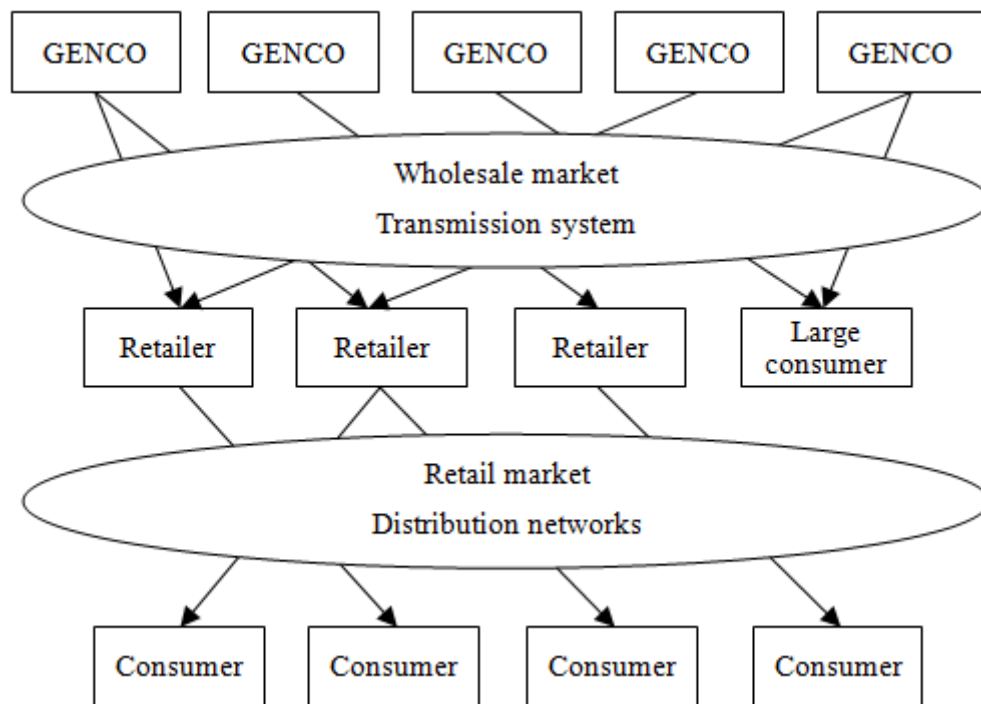 GENCO
GENCO
GENCO
GENCO
GENCO
Wholesale market
Transmission system
Retailer
Retailer
Retailer
Large
consumer
Retail market
Distribution networks
Consumer
Consumer
Consumer
Consumer